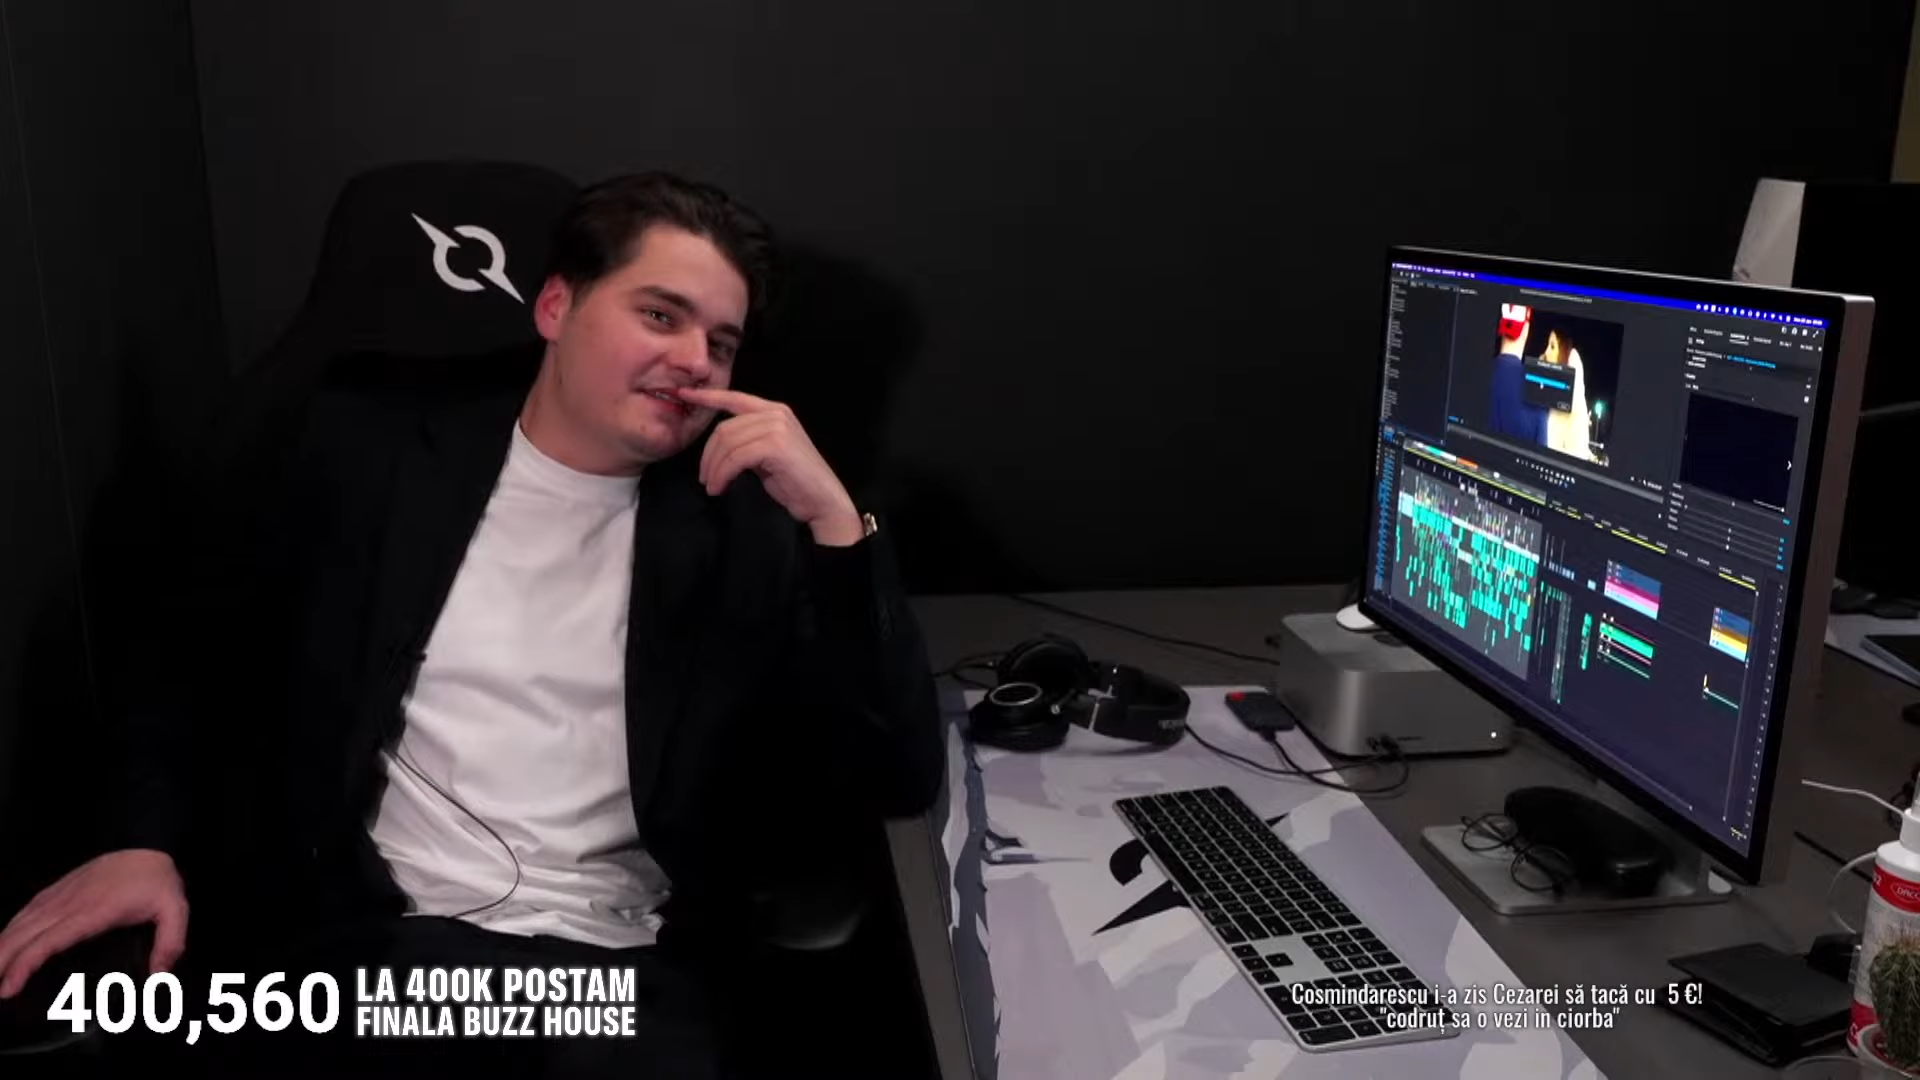 400,560
LA 400K POSTAM
FINALA BUZZ HOUSE
Cosmindarescu i-a zis Cezarei să tacă cu 5 €!
"codruț sa o vezi in ciorba"